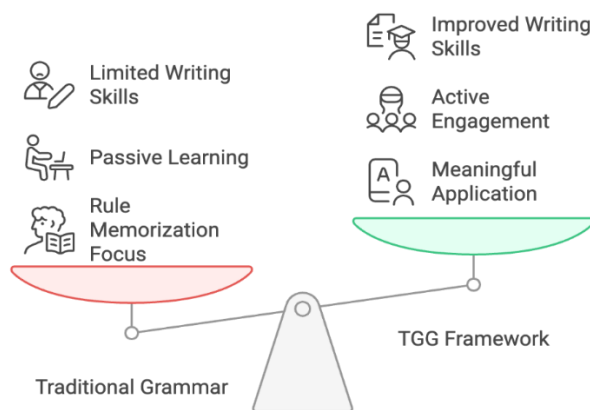 Limited Writing
Skills
Passive Learning
Rule
Memorization
Focus
Traditional Grammar
Improved Writing
Skills
Active
Engagement
A
Meaningful
Application
TGG Framework